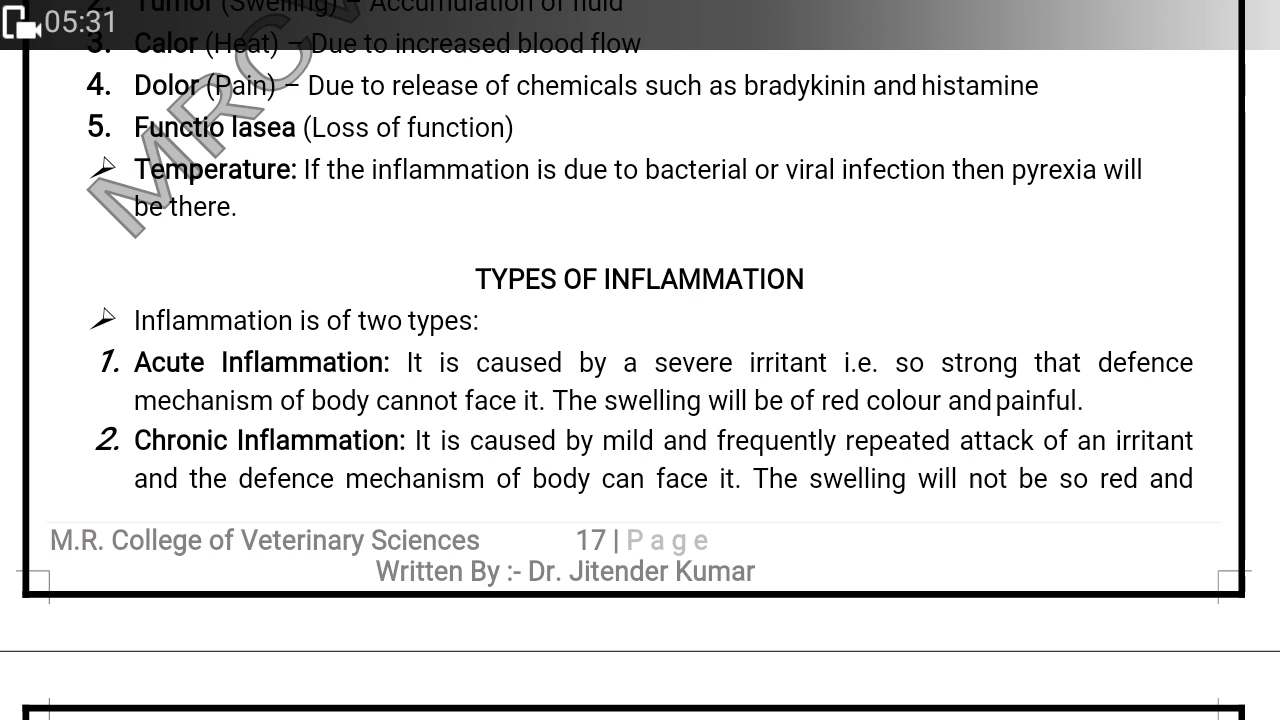 05:31
2. Tumor (Swelling) – Accumulation of fluid
3. Calor (Heat) – Due to increased blood flow
4. Dolor (Pain) – Due to release of chemicals such as bradykinin and histamine
5. Functio lasea (Loss of function)
➢ Temperature: If the inflammation is due to bacterial or viral infection then pyrexia will
be there.
MRC
TYPES OF INFLAMMATION
➢ Inflammation is of two types:
1. Acute Inflammation: It is caused by a severe irritant i.e. so strong that defence
mechanism of body cannot face it. The swelling will be of red colour and painful.
2. Chronic Inflammation: It is caused by mild and frequently repeated attack of an irritant
and the defence mechanism of body can face it. The swelling will not be so red and
M.R. College of Veterinary Sciences 17 | P a g e
Written By :- Dr. Jitender Kumar